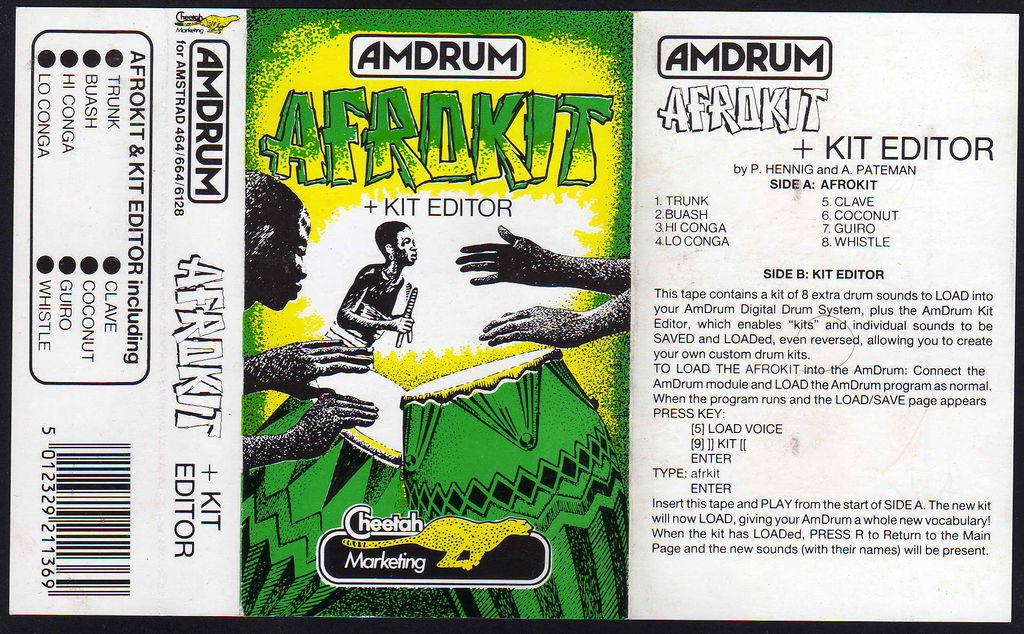 AFROKIT & KIT EDITOR including
● TRUNK
● BUASH
● HI CONGA
● LO CONGA
● CLAVE
● COCONUT
● GUIRO
● WHISTLE
5 012329 211369
Cheetah
Marketing
AMDRUM
for AMSTRAD 464/664/6128
AFROKIT
+ KIT
EDITOR
AMDRUM
AFROKIT
+ KIT EDITOR
Cheetah
Marketing
AMDRUM
AFROKIT
+ KIT EDITOR
by P. HENNIG and A. PATEMAN
SIDE A: AFROKIT
1. TRUNK 5. CLAVE
2. BUASH 6. COCONUT
3. HI CONGA 7. GUIRO
4. LO CONGA 8. WHISTLE
SIDE B: KIT EDITOR
This tape contains a kit of 8 extra drum sounds to LOAD into
your AmDrum Digital Drum System, plus the AmDrum Kit
Editor, which enables "kits" and individual sounds to be
SAVED and LOADed, even reversed, allowing you to create
your own custom drum kits.
TO LOAD THE AFROKIT into the AmDrum: Connect the
AmDrum module and LOAD the AmDrum program as normal.
When the program runs and the LOAD/SAVE page appears
PRESS KEY:
[5] LOAD VOICE
[9] ]] KIT [[
ENTER
TYPE: afrkit
ENTER
Insert this tape and PLAY from the start of SIDE A. The new kit
will now LOAD, giving your AmDrum a whole new vocabulary!
When the kit has LOADed, PRESS R to Return to the Main
Page and the new sounds (with their names) will be present.